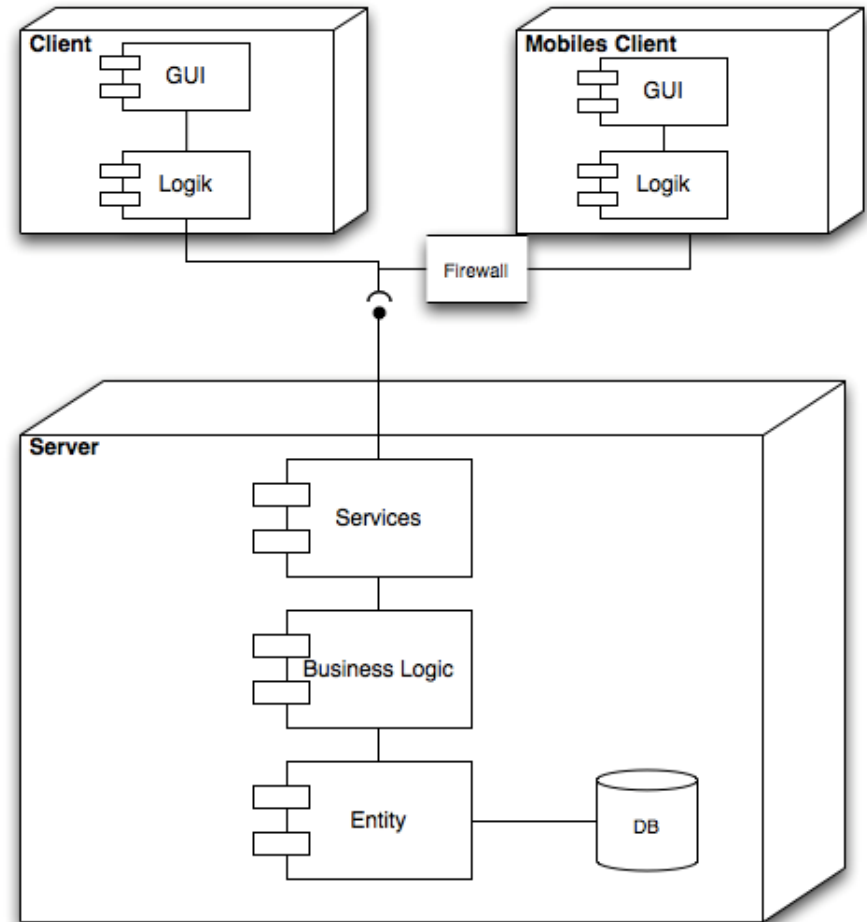 Client
GUI
Logik
Mobiles Client
GUI
Logik
Firewall
Server
Services
Business Logic
Entity
DB